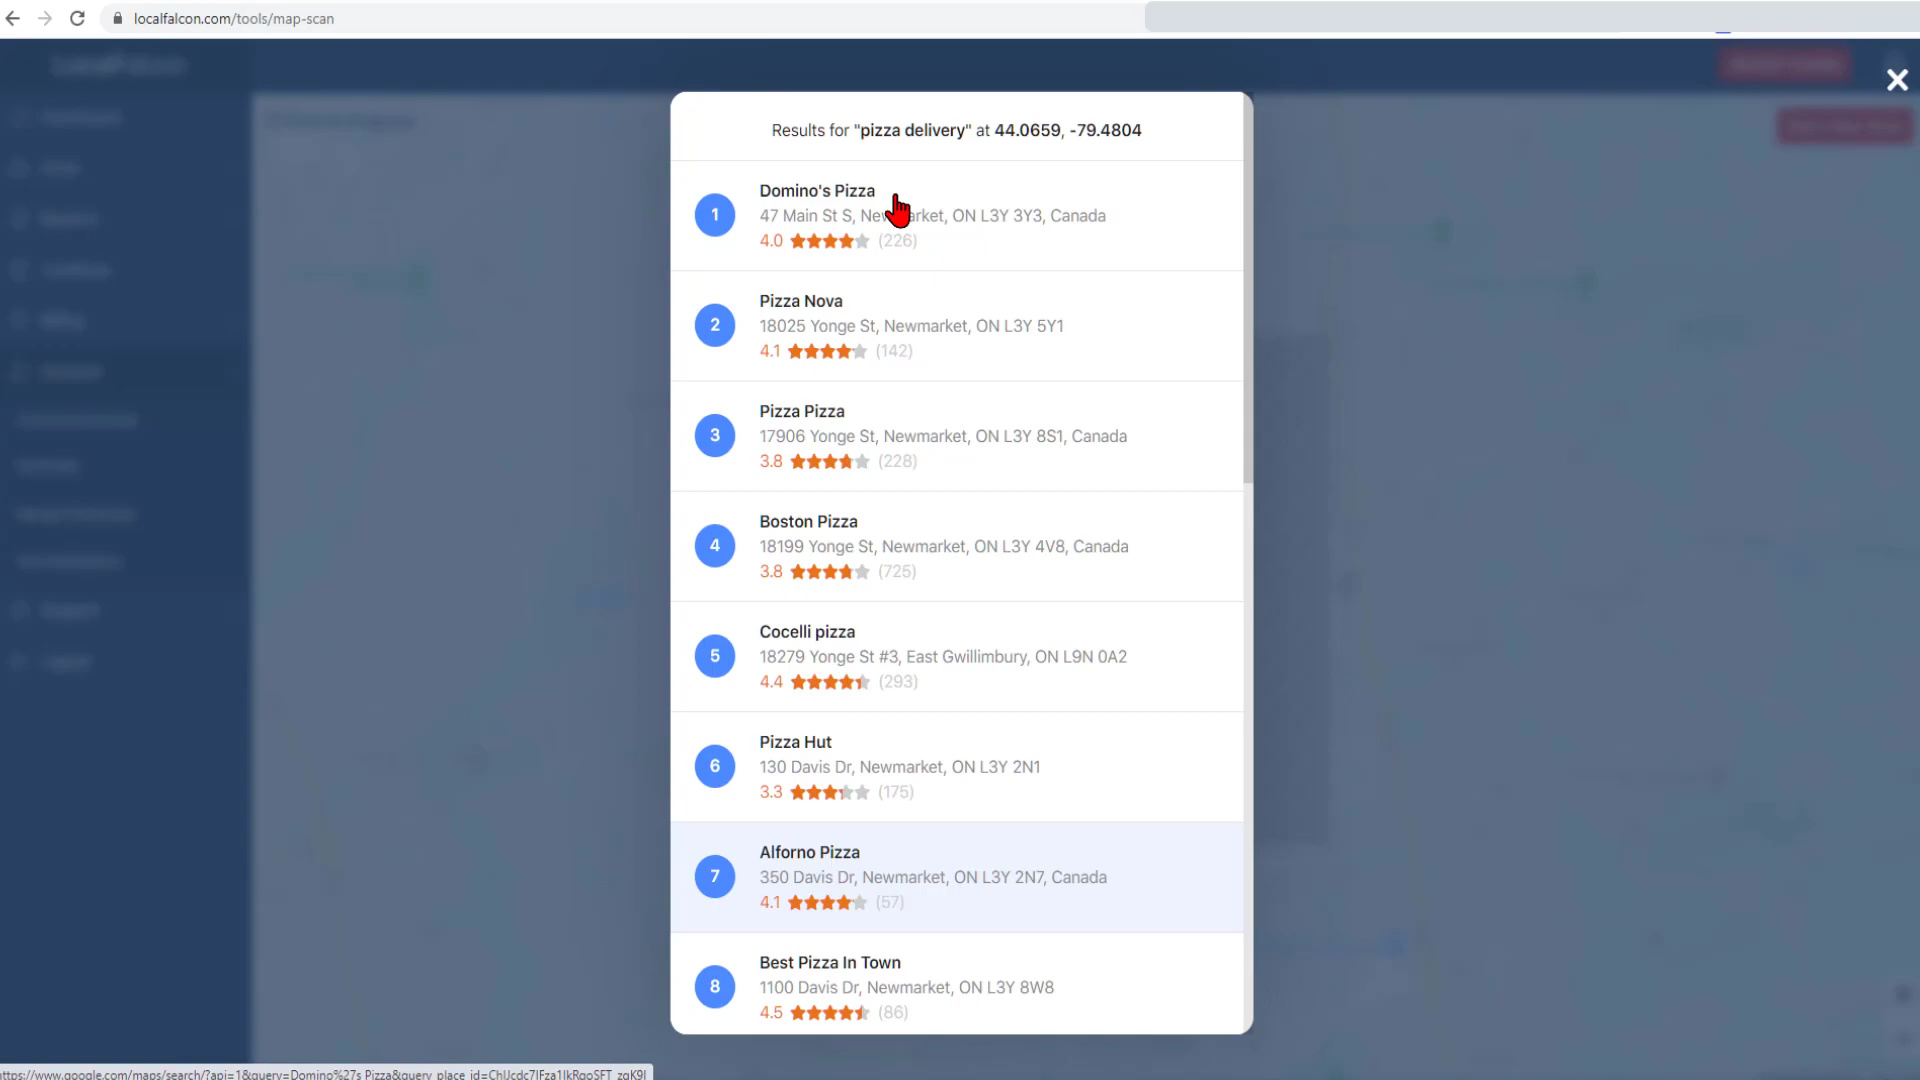 localfalcon.com/tools/map-scan
Results for "pizza delivery" at 44.0659, -79.4804
1
Domino's Pizza
47 Main St S, Newmarket, ON L3Y 3Y3, Canada
4.0 (226)
2
Pizza Nova
18025 Yonge St, Newmarket, ON L3Y 5Y1
4.1 (142)
3
Pizza Pizza
17906 Yonge St, Newmarket, ON L3Y 8S1, Canada
3.8 (228)
4
Boston Pizza
18199 Yonge St, Newmarket, ON L3Y 4V8, Canada
3.8 (725)
5
Cocelli pizza
18279 Yonge St #3, East Gwillimbury, ON L9N 0A2
4.4 (293)
6
Pizza Hut
130 Davis Dr, Newmarket, ON L3Y 2N1
3.3 (175)
7
Alforno Pizza
350 Davis Dr, Newmarket, ON L3Y 2N7, Canada
4.1 (57)
8
Best Pizza In Town
1100 Davis Dr, Newmarket, ON L3Y 8W8
4.5 (86)